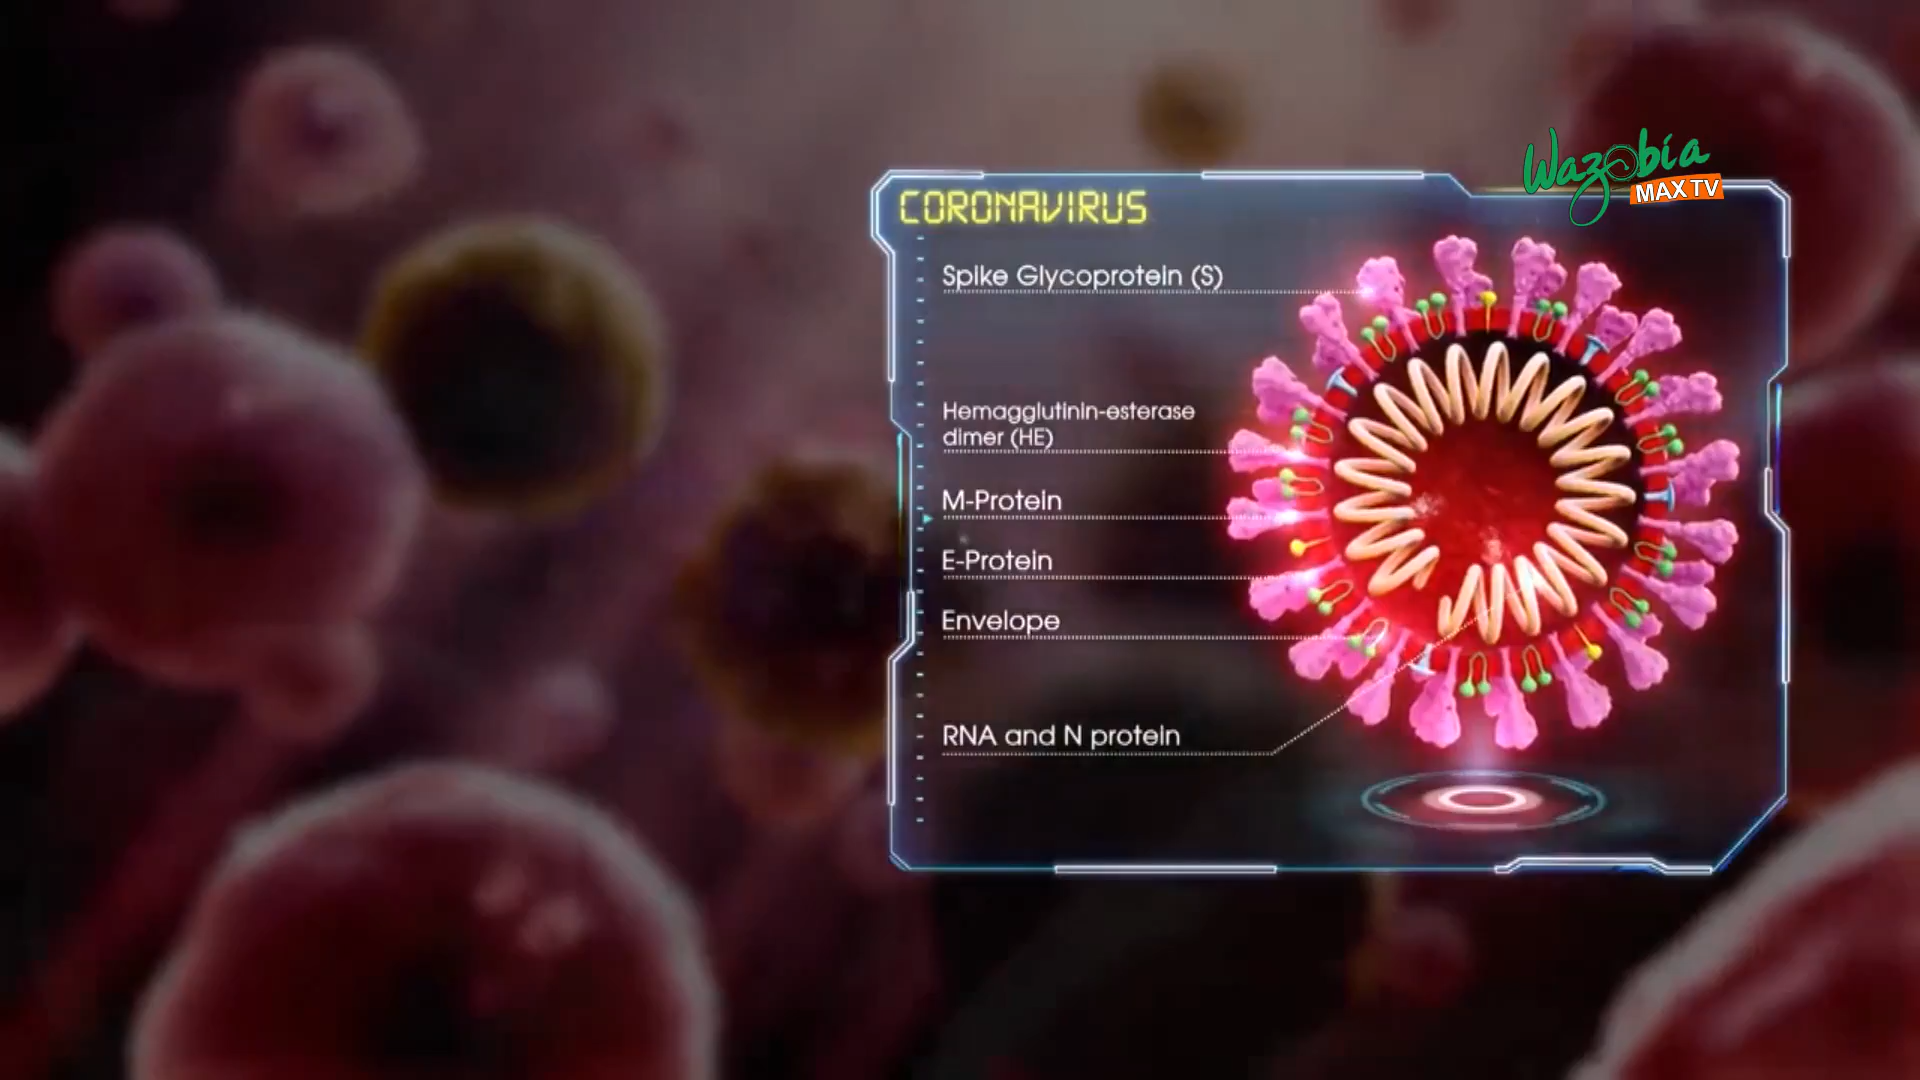 Wazobia
MAX TV
CORONAVIRUS
Spike Glycoprotein (S)
Hemagglutinin-esterase
dimer (HE)
M-Protein
E-Protein
Envelope
RNA and N protein